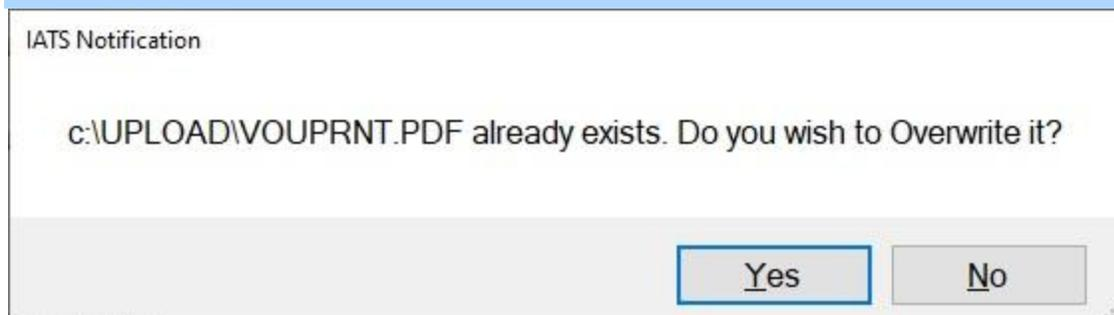 IATS Notification
c:\UPLOAD\VOUPRNT.PDF already exists. Do you wish to Overwrite it?
Yes
No